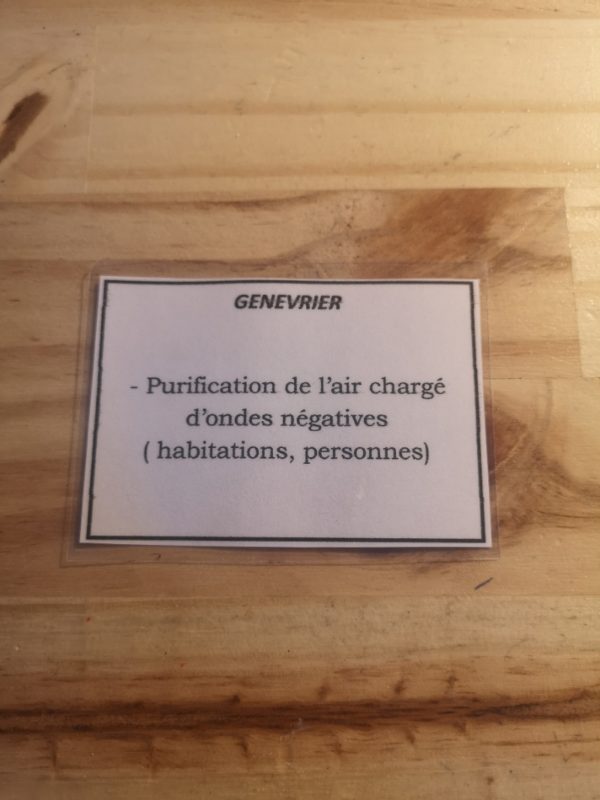 GENEVRIER
- Purification de l'air chargé
d'ondes négatives
( habitations, personnes)